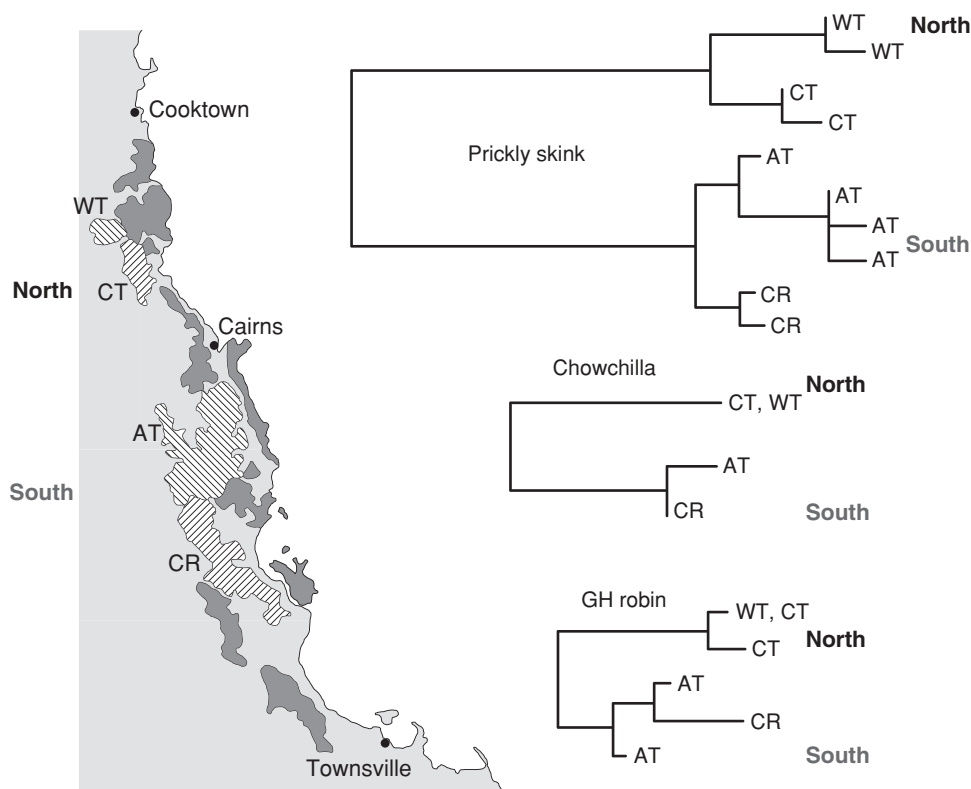 Cooktown
WT
North
CT
Cairns
AT
South
CR
Townsville
WT
North
WT
CT
CT
Prickly skink
AT
AT
AT
South
AT
CR
CR
Chowchilla
North
CT, WT
AT
CR
South
GH robin
WT, CT
North
CT
AT
CR
AT
South